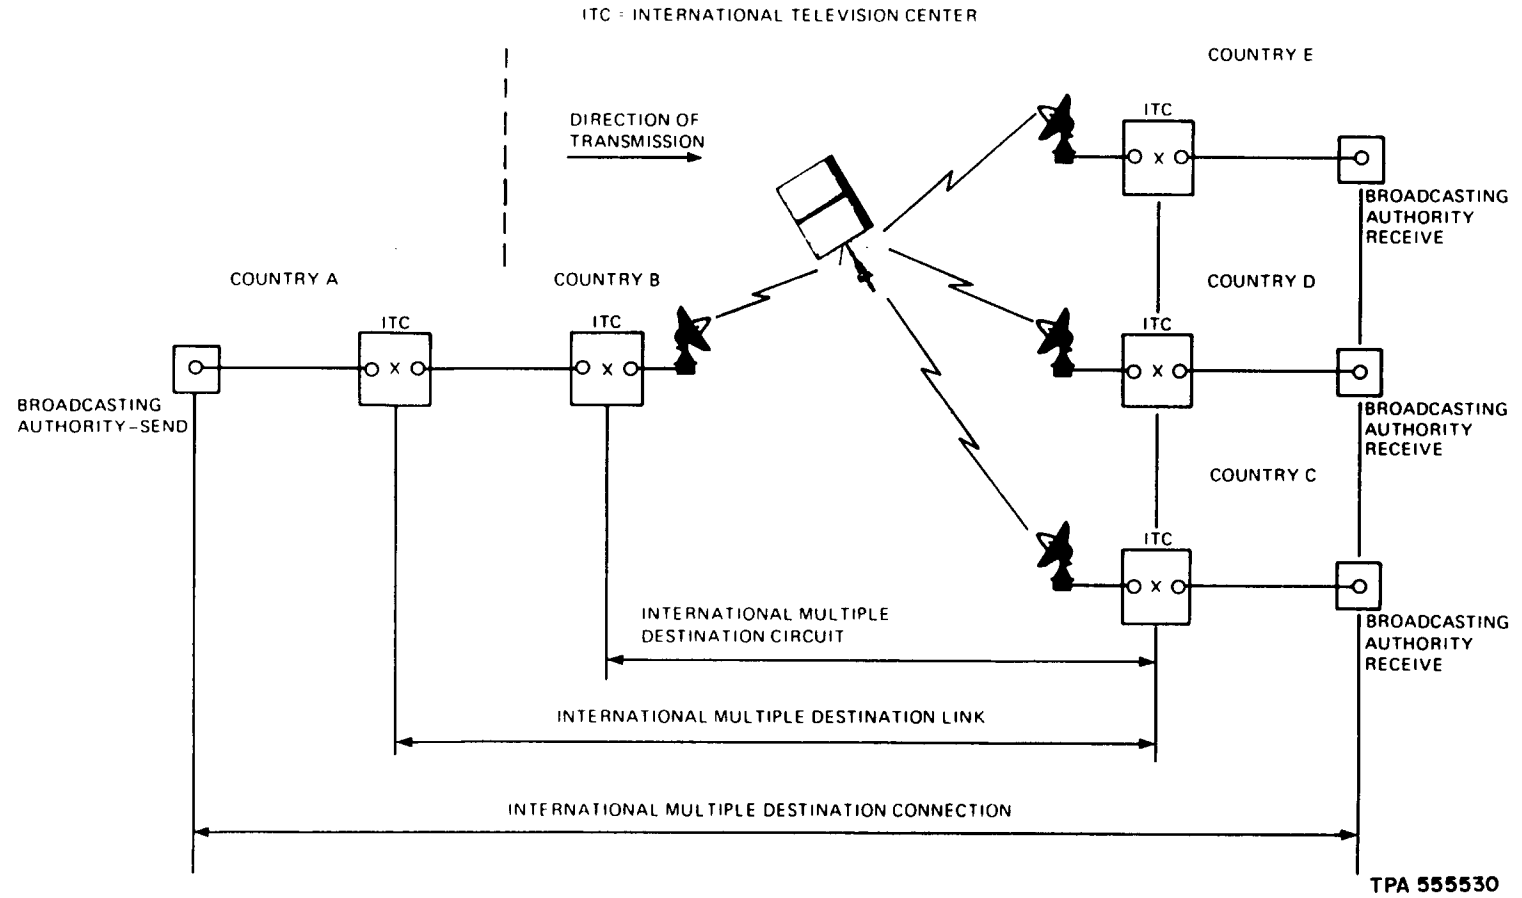 ITC = INTERNATIONAL TELEVISION CENTER
COUNTRY E
ITC
DIRECTION OF
TRANSMISSION
x
BROADCASTING
AUTHORITY
RECEIVE
COUNTRY A
COUNTRY B
COUNTRY D
ITC
ITC
ITC
x
x
x
BROADCASTING
AUTHORITY-SEND
BROADCASTING
AUTHORITY
RECEIVE
COUNTRY C
ITC
x
INTERNATIONAL MULTIPLE
DESTINATION CIRCUIT
BROADCASTING
AUTHORITY
RECEIVE
INTERNATIONAL MULTIPLE DESTINATION LINK
INTERNATIONAL MULTIPLE DESTINATION CONNECTION
TPA 555530